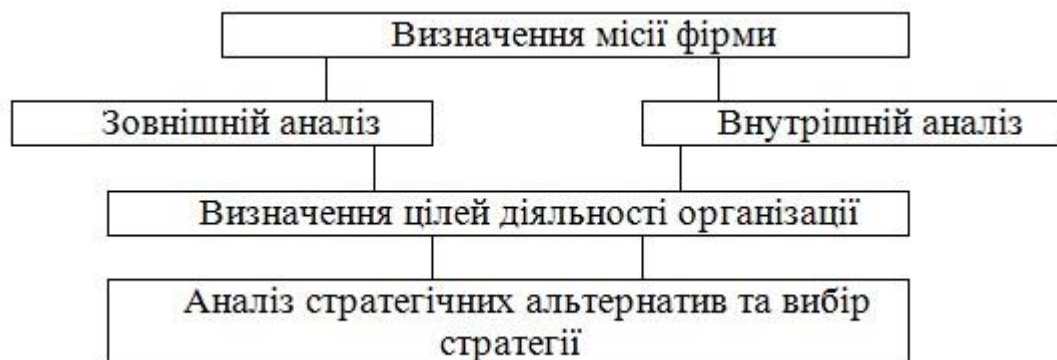 Визначення місії фірми
Зовнішній аналіз
Внутрішній аналіз
Визначення цілей діяльності організації
Аналіз стратегічних альтернатив та вибір
стратегії